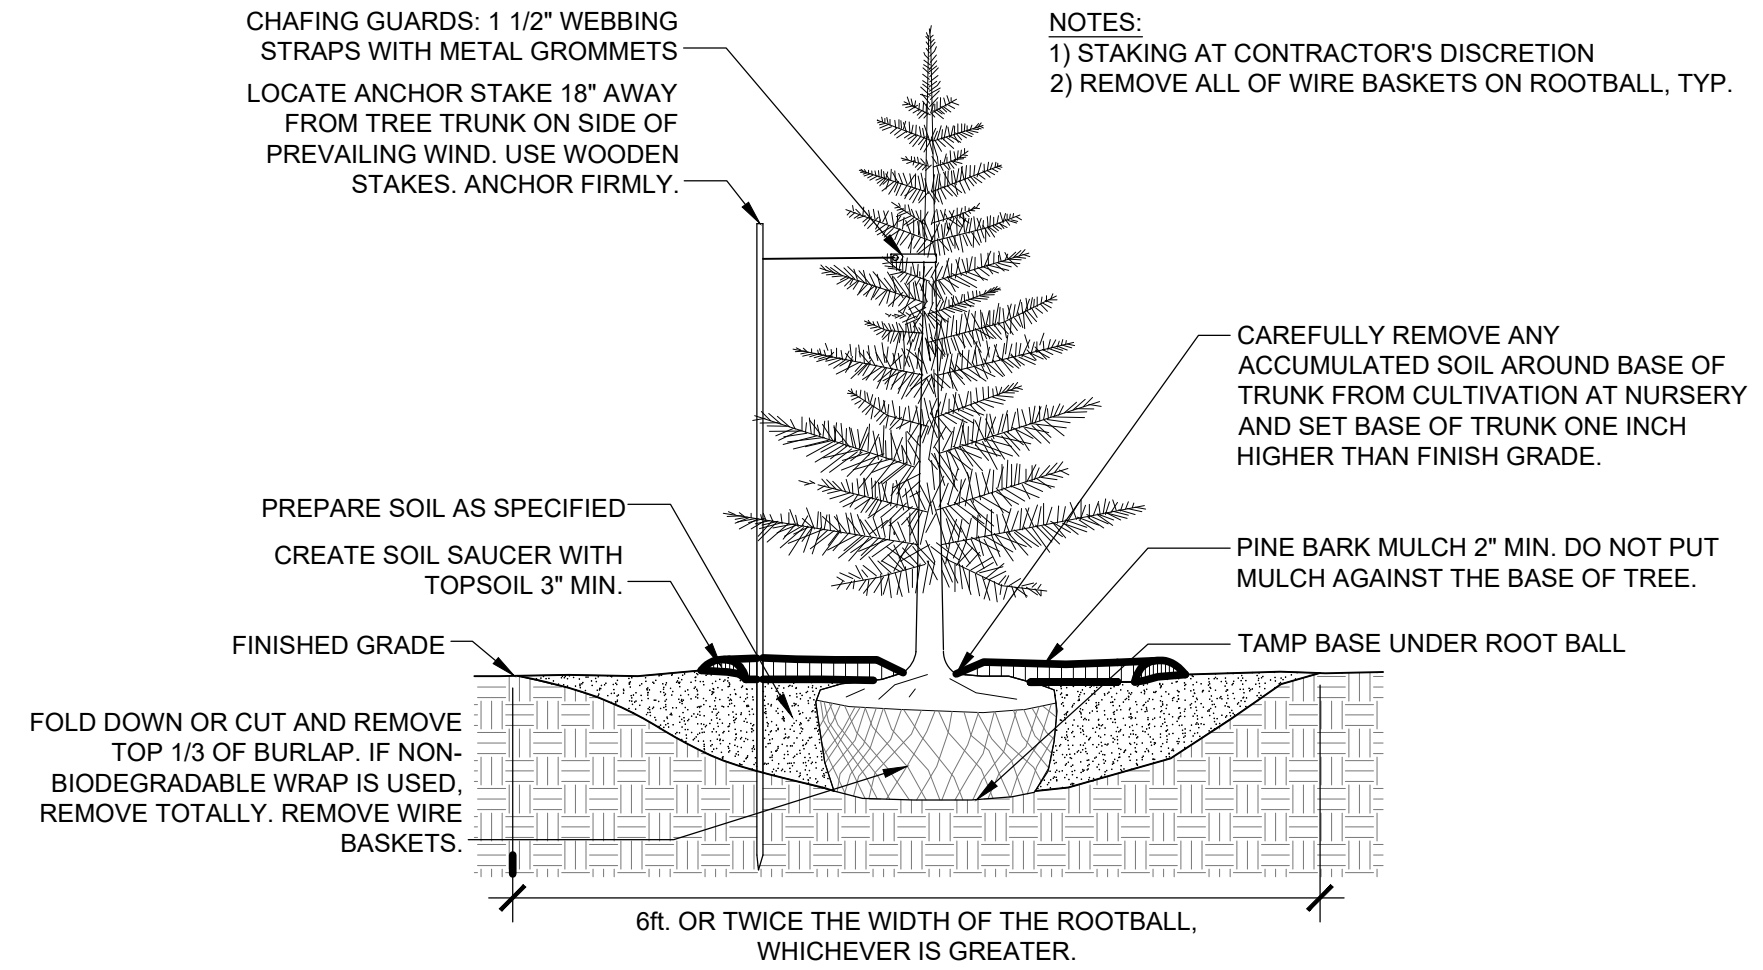 CHAFING GUARDS: 1 1/2" WEBBING
STRAPS WITH METAL GROMMETS
LOCATE ANCHOR STAKE 18" AWAY
FROM TREE TRUNK ON SIDE OF
PREVAILING WIND. USE WOODEN
STAKES. ANCHOR FIRMLY.
NOTES:
1) STAKING AT CONTRACTOR'S DISCRETION
2) REMOVE ALL OF WIRE BASKETS ON ROOTBALL, TYP.
CAREFULLY REMOVE ANY
ACCUMULATED SOIL AROUND BASE OF
TRUNK FROM CULTIVATION AT NURSERY
AND SET BASE OF TRUNK ONE INCH
HIGHER THAN FINISH GRADE.
PREPARE SOIL AS SPECIFIED
CREATE SOIL SAUCER WITH
TOPSOIL 3" MIN.
PINE BARK MULCH 2" MIN. DO NOT PUT
MULCH AGAINST THE BASE OF TREE.
FINISHED GRADE
TAMP BASE UNDER ROOT BALL
FOLD DOWN OR CUT AND REMOVE
TOP 1/3 OF BURLAP. IF NON-
BIODEGRADABLE WRAP IS USED,
REMOVE TOTALLY. REMOVE WIRE
BASKETS.
6ft. OR TWICE THE WIDTH OF THE ROOTBALL,
WHICHEVER IS GREATER.